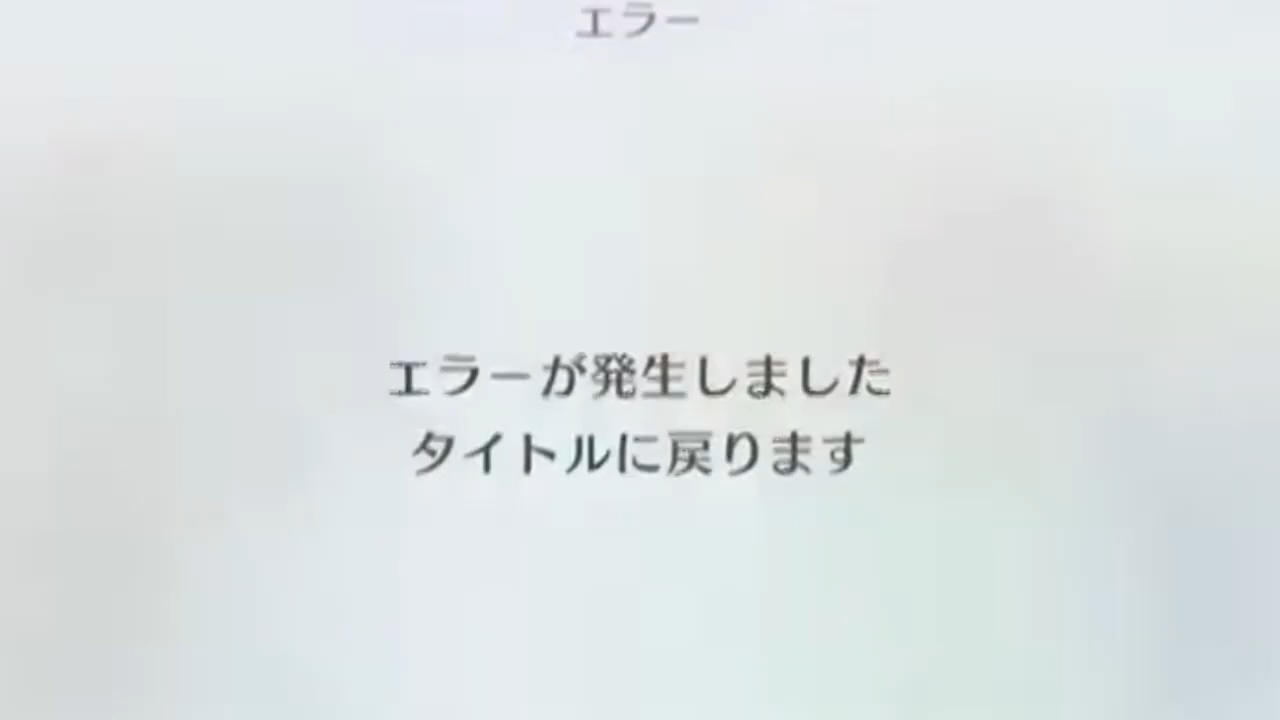 エラー
エラーが発生しました
タイトルに戻ります